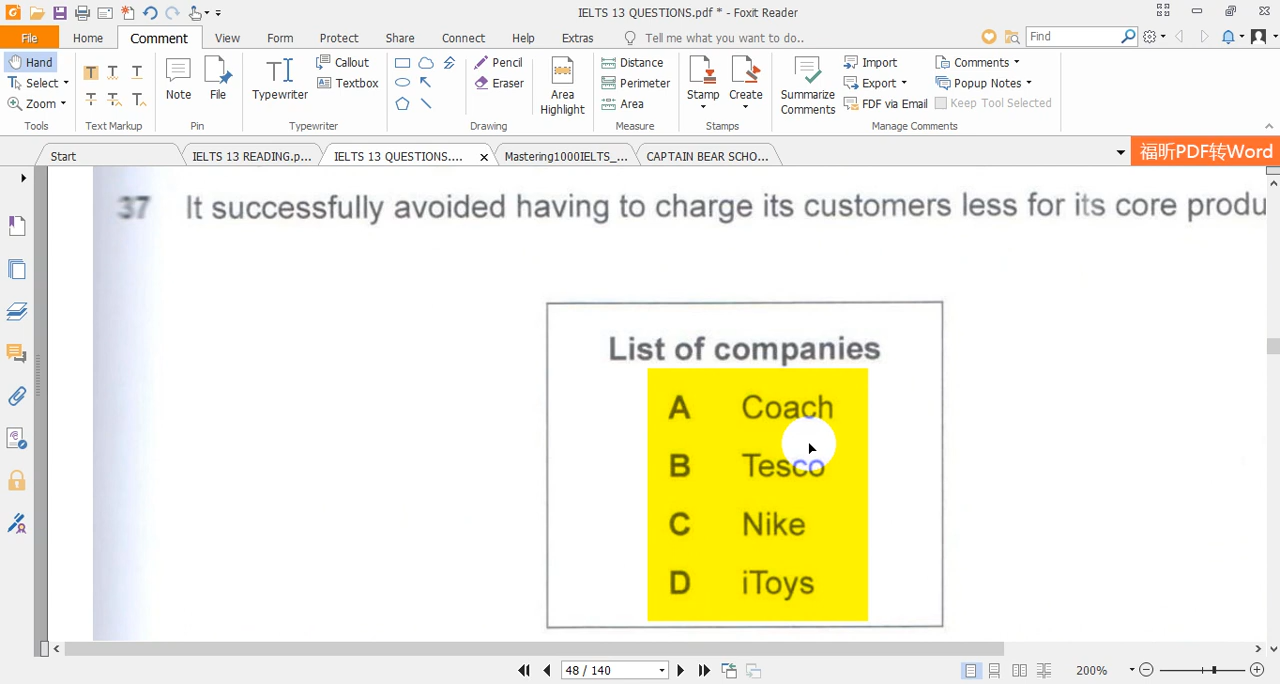 IELTS 13 QUESTIONS.pdf * - Foxit Reader
File Home Comment View Form Protect Share Connect Help Extras Tell me what you want to do.. Find
Hand
Select
Zoom
Tools
Text Markup
Note
File
Pin
Typewriter
Callout
Textbox
Typewriter
Pencil
Eraser
Drawing
Area Highlight
Distance
Perimeter
Area
Measure
Stamp
Create
Stamps
Summarize Comments
Import
Export
FDF via Email
Comments
Popup Notes
Keep Tool Selected
Manage Comments
Start
IELTS 13 READING.p...
IELTS 13 QUESTIONS....
Mastering1000IELTS_...
CAPTAIN BEAR SCHO...
福昕PDF转Word
37 It successfully avoided having to charge its customers less for its core produ
List of companies
A Coach
B Tesco
C Nike
D iToys
48 / 140
200%